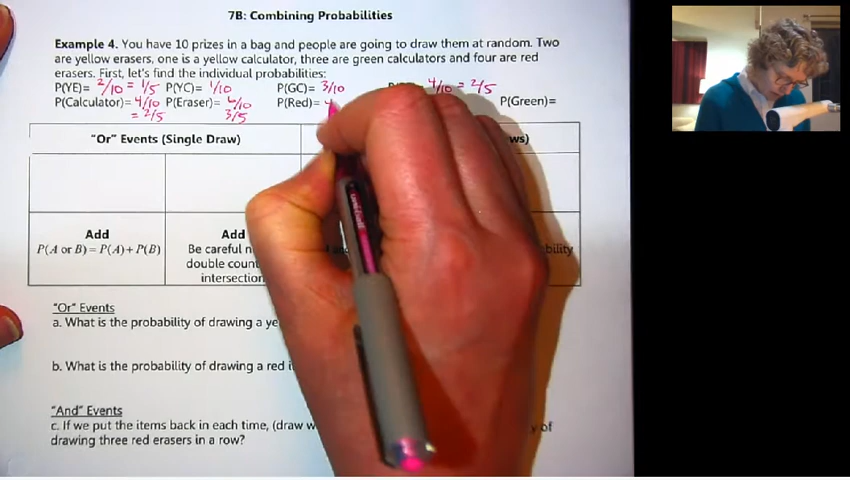 7B: Combining Probabilities
Example 4. You have 10 prizes in a bag and people are going to draw them at random. Two
are yellow erasers, one is a yellow calculator, three are green calculators and four are red
erasers. First, let's find the individual probabilities:
P(YE)= 2/10 = 1/5 P(YC)= 1/10 P(GC)= 3/10 4/10 = 2/5
P(Calculator)= 4/10 P(Eraser)= 6/10 P(Red)= 4 P(Green)=
= 2/5 3/5
"Or" Events (Single Draw) ws)
Add Add
P(A or B) = P(A)+ P(B) Be careful bility
double coun
intersection
"Or" Events
a. What is the probability of drawing a ye
b. What is the probability of drawing a red
"And" Events
c. If we put the items back in each time, (draw w y of
drawing three red erasers in a row?